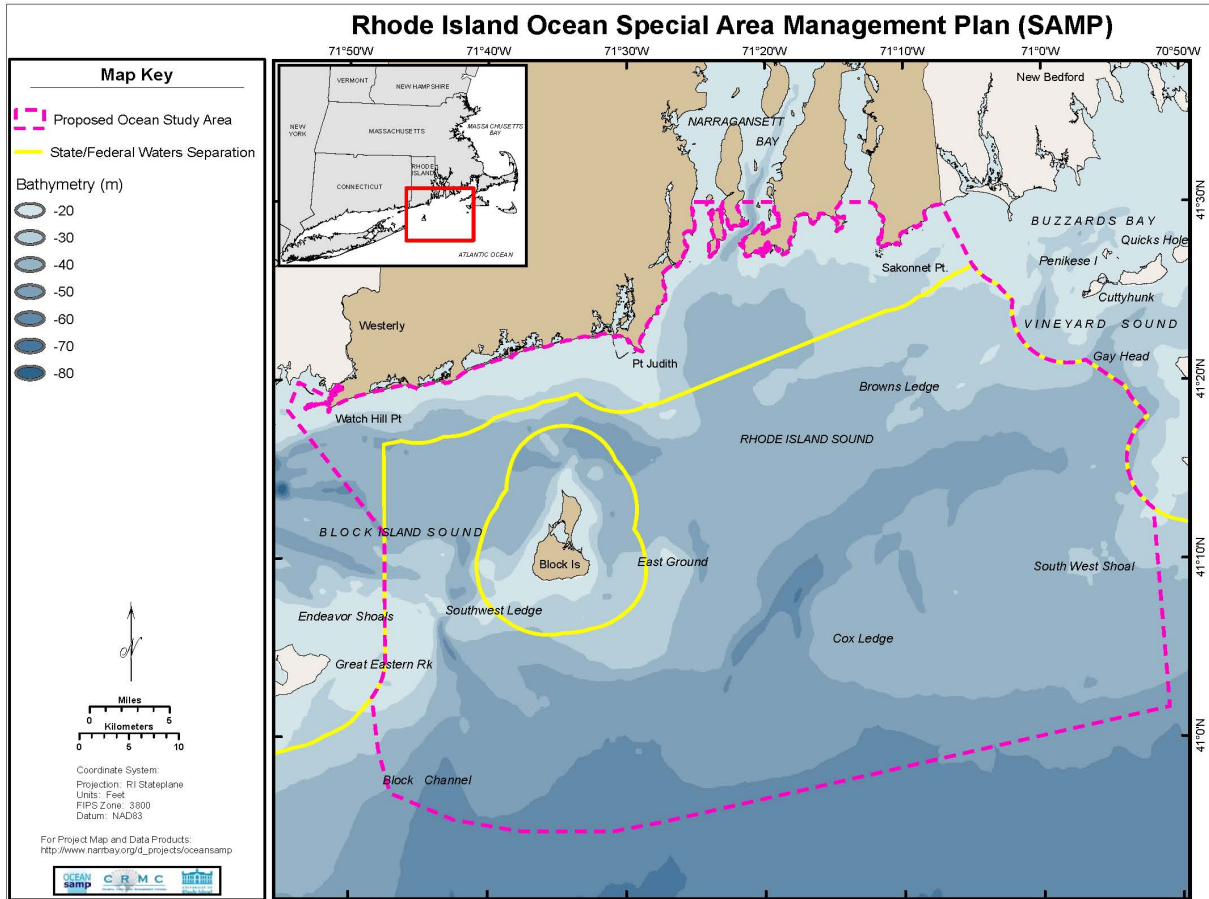 Rhode Island Ocean Special Area Management Plan (SAMP)
71°50'W
71°40'W
71°30'W
71°20'W
71°10'W
71°0'W
70°50'W
Map Key
Proposed Ocean Study Area
State/Federal Waters Separation
Bathymetry (m)
-20
-30
-40
-50
-60
-70
-80
VERMONT
NEW HAMPSHIRE
NEW YORK
MASSACHUSETTS
MASSACHUSETTS BAY
CONNECTICUT
RHODE ISLAND
ATLANTIC OCEAN
NARRAGANSETT BAY
New Bedford
41°30'N
BUZZARDS BAY
Quicks Hole
Penikese I
Sakonnet Pt.
Cuttyhunk
Westerly
VINEYARD SOUND
Gay Head
Pt Judith
41°20'N
Browns Ledge
Watch Hill Pt
RHODE ISLAND SOUND
BLOCK ISLAND SOUND
Block Is
East Ground
South West Shoal
41°10'N
Endeavor Shoals
Southwest Ledge
Cox Ledge
Great Eastern Rk
41°0'N
Block Channel
N
Miles
0 5
Kilometers
0 5 10
Coordinate System:
Projection: RI Stateplane
Units: Feet
FIPS Zone: 3800
Datum: NAD83
For Project Map and Data Products:
http://www.narrbay.org/d_projects/oceansamp
OCEAN samp
CRMC